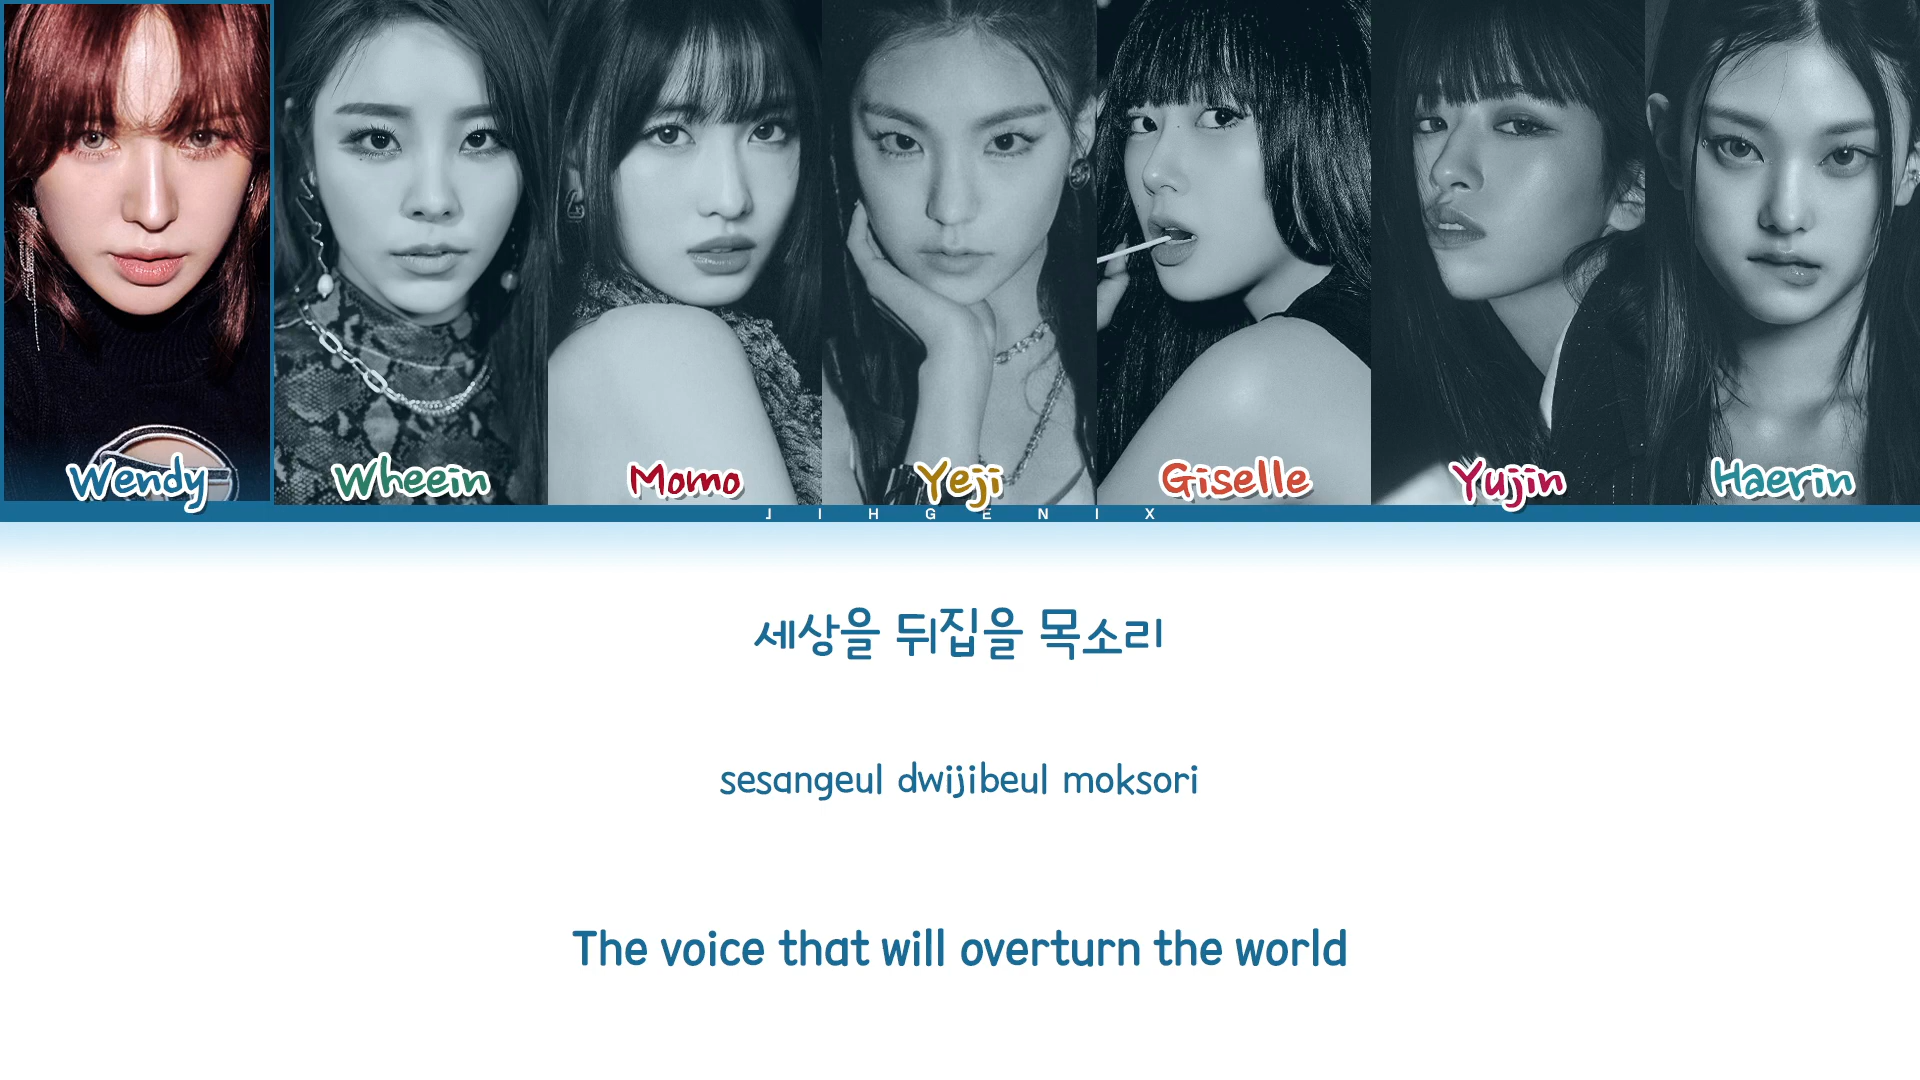 Wendy Wheein Momo Yeji Giselle Yujin Haerin
JIHGENIX
세상을 뒤집을 목소리
sesangeul dwijibeul moksori
The voice that will overturn the world